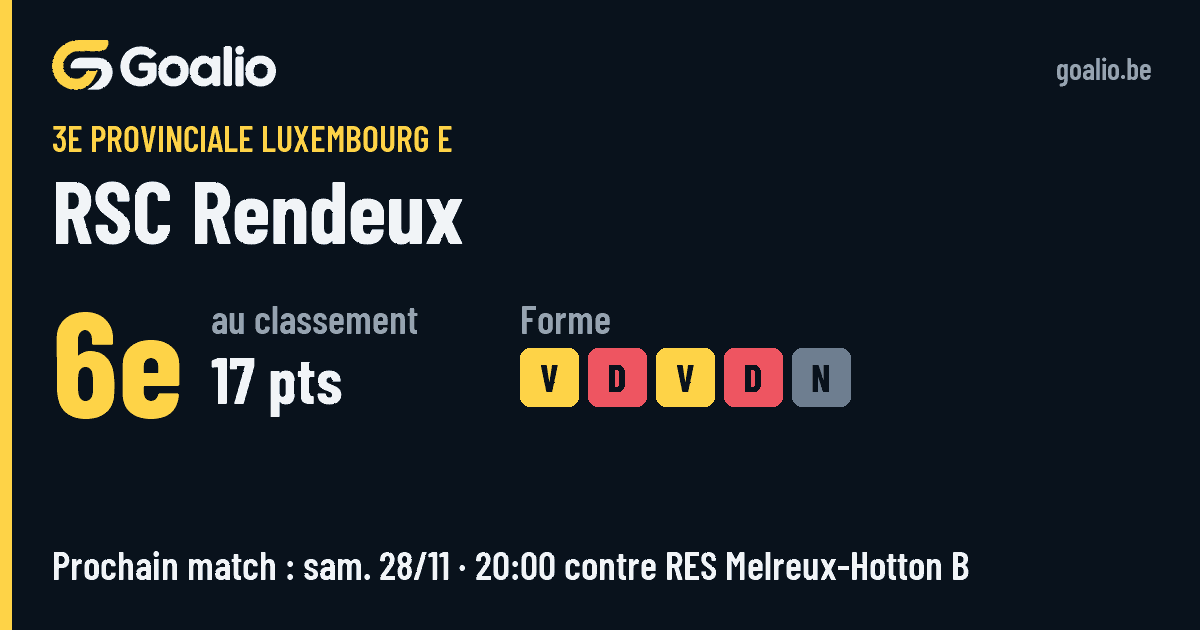 Goalio
goalio.be
3E PROVINCIALE LUXEMBOURG E
RSC Rendeux
6e
au classement
17 pts
Forme
V D V D N
Prochain match : sam. 28/11 · 20:00 contre RES Melreux-Hotton B